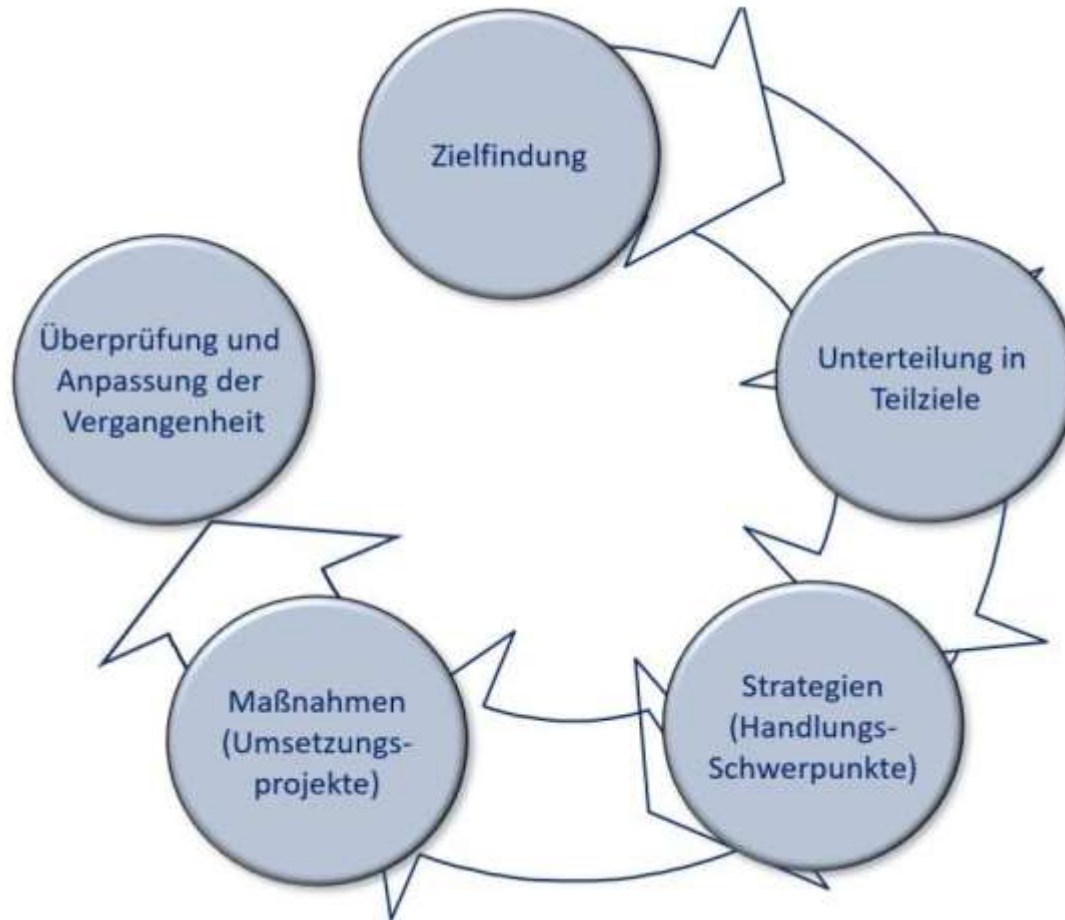 Zielfindung
Unterteilung in
Teilziele
Strategien
(Handlungs-
Schwerpunkte)
Maßnahmen
(Umsetzungs-
projekte)
Überprüfung und
Anpassung der
Vergangenheit